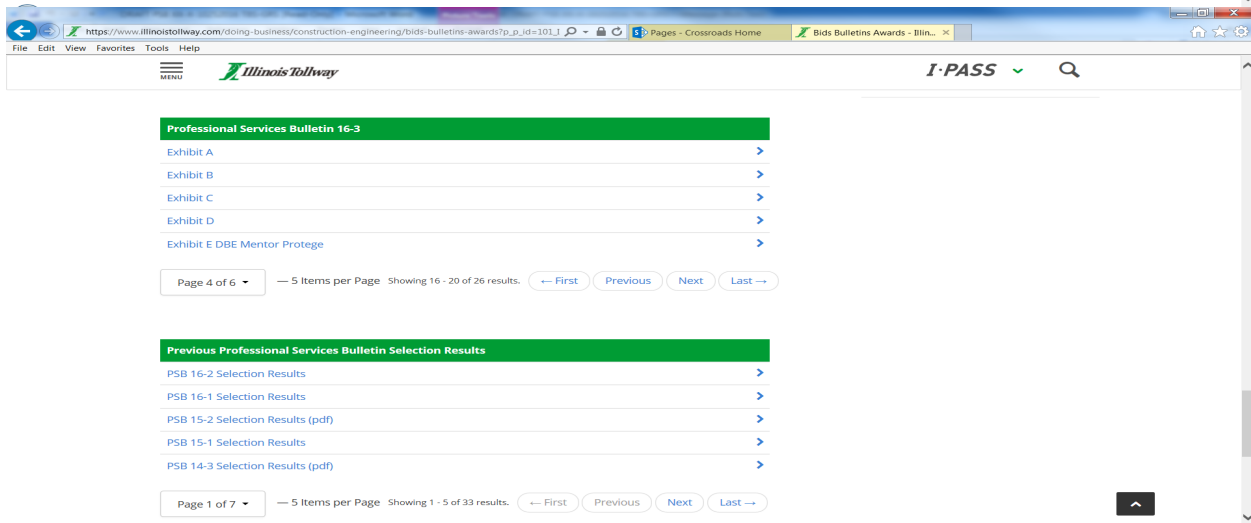 https://www.illinoistollway.com/doing-business/construction-engineering/bids-bulletins-awards?p_p_id=101_I
Pages - Crossroads Home
Bids Bulletins Awards - Illin...
File Edit View Favorites Tools Help
MENU
Illinois Tollway
I·PASS
Professional Services Bulletin 16-3
Exhibit A
Exhibit B
Exhibit C
Exhibit D
Exhibit E DBE Mentor Protege
Page 4 of 6 — 5 Items per Page Showing 16 - 20 of 26 results. ← First Previous Next Last →
Previous Professional Services Bulletin Selection Results
PSB 16-2 Selection Results
PSB 16-1 Selection Results
PSB 15-2 Selection Results (pdf)
PSB 15-1 Selection Results
PSB 14-3 Selection Results (pdf)
Page 1 of 7 — 5 Items per Page Showing 1 - 5 of 33 results. ← First Previous Next Last →